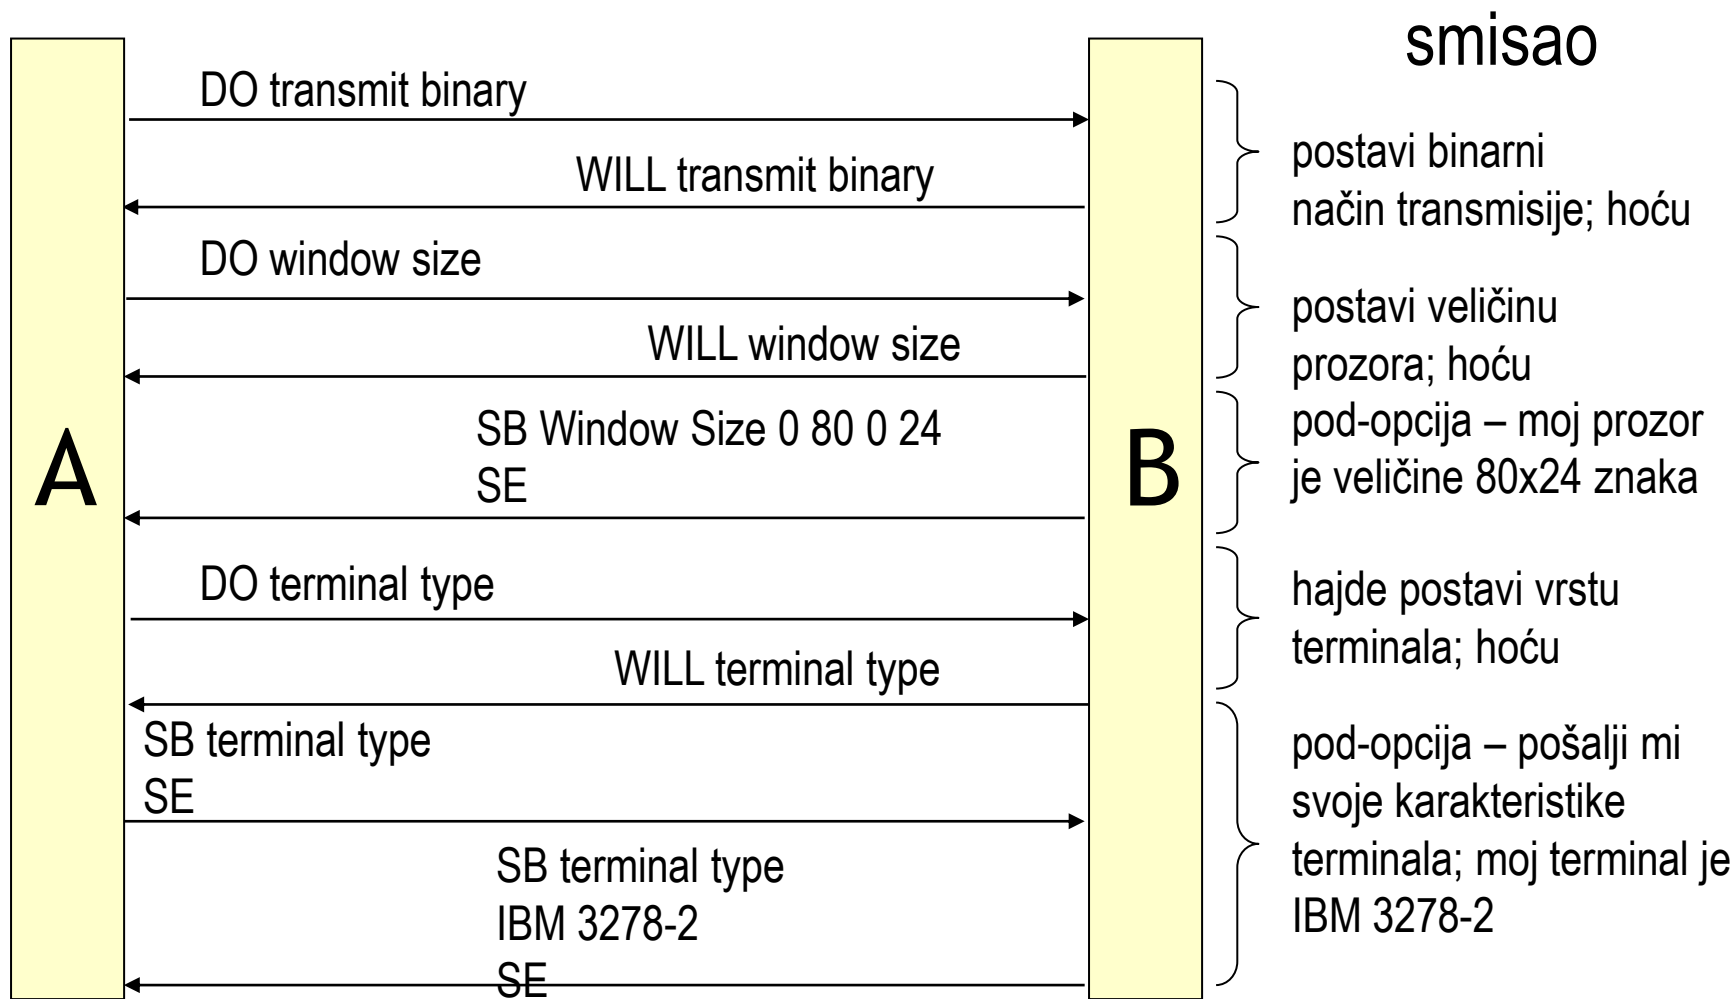 smisao
DO transmit binary
WILL transmit binary
postavi binarni
način transmisije; hoću
DO window size
WILL window size
postavi veličinu
prozora; hoću
SB Window Size 0 80 0 24
SE
pod-opcija – moj prozor
je veličine 80x24 znaka
A
B
DO terminal type
WILL terminal type
hajde postavi vrstu
terminala; hoću
SB terminal type
SE
SB terminal type
IBM 3278-2
SE
pod-opcija – pošalji mi
svoje karakteristike
terminala; moj terminal je
IBM 3278-2